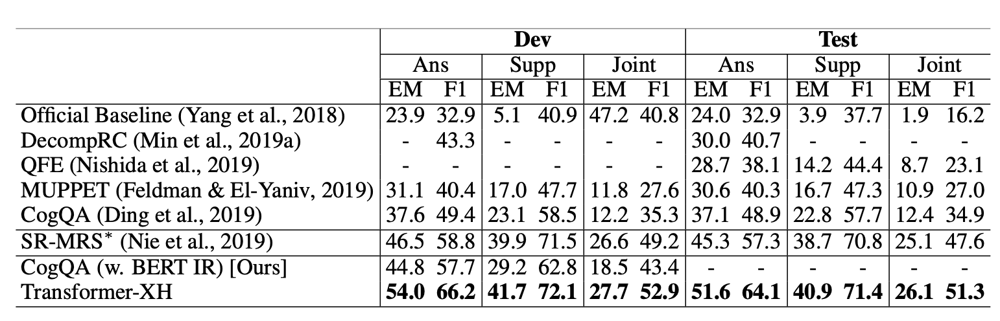 Dev Test
Ans Supp Joint Ans Supp Joint
EM F1 EM F1 EM F1 EM F1 EM F1 EM F1
Official Baseline (Yang et al., 2018) 23.9 32.9 5.1 40.9 47.2 40.8 24.0 32.9 3.9 37.7 1.9 16.2
DecompRC (Min et al., 2019a) - 43.3 - - - - 30.0 40.7 - - - -
QFE (Nishida et al., 2019) - - - - - - 28.7 38.1 14.2 44.4 8.7 23.1
MUPPET (Feldman & El-Yaniv, 2019) 31.1 40.4 17.0 47.7 11.8 27.6 30.6 40.3 16.7 47.3 10.9 27.0
CogQA (Ding et al., 2019) 37.6 49.4 23.1 58.5 12.2 35.3 37.1 48.9 22.8 57.7 12.4 34.9
SR-MRS* (Nie et al., 2019) 46.5 58.8 39.9 71.5 26.6 49.2 45.3 57.3 38.7 70.8 25.1 47.6
CogQA (w. BERT IR) [Ours] 44.8 57.7 29.2 62.8 18.5 43.4 - - - - - -
Transformer-XH 54.0 66.2 41.7 72.1 27.7 52.9 51.6 64.1 40.9 71.4 26.1 51.3